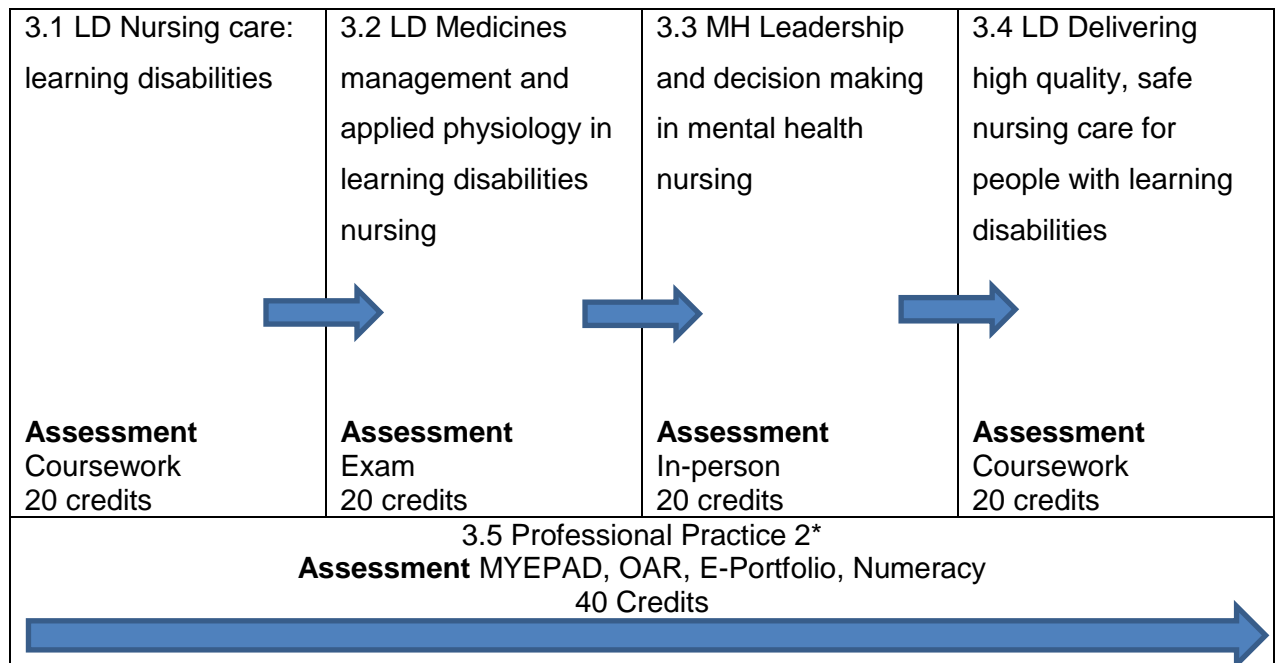 3.1 LD Nursing care:
learning disabilities
Assessment
Coursework
20 credits
3.2 LD Medicines
management and
applied physiology in
learning disabilities
nursing
Assessment
Exam
20 credits
3.3 MH Leadership
and decision making
in mental health
nursing
Assessment
In-person
20 credits
3.4 LD Delivering
high quality, safe
nursing care for
people with learning
disabilities
Assessment
Coursework
20 credits
3.5 Professional Practice 2*
Assessment MYEPAD, OAR, E-Portfolio, Numeracy
40 Credits